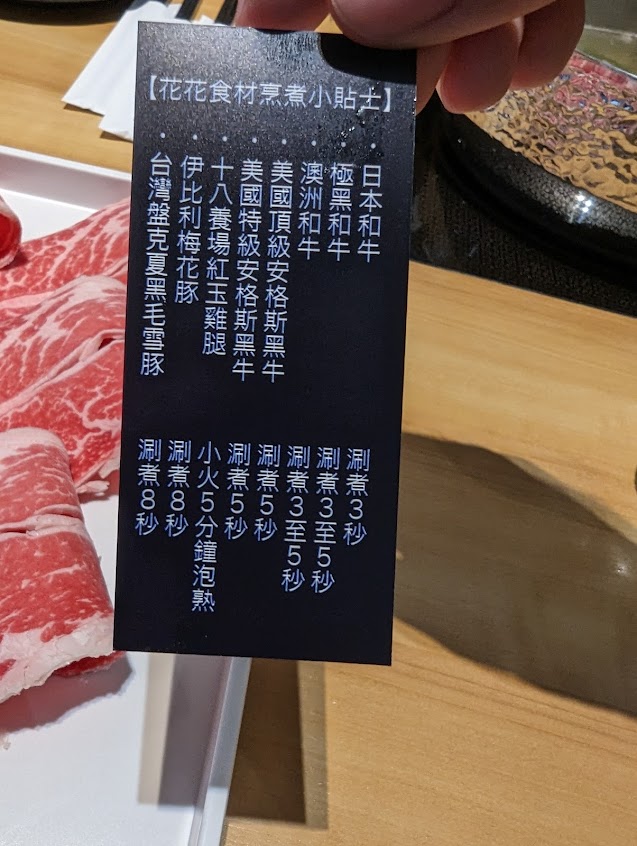 【花花食材烹煮小貼士】
・日本和牛 涮煮3秒
・極黑和牛 涮煮3至5秒
・澳洲和牛 涮煮3至5秒
・美國頂級安格斯黑牛 涮煮5秒
・美國特級安格斯黑牛 涮煮5秒
・十八養場紅玉雞腿 小火5分鐘泡熟
・伊比利梅花豚 涮煮8秒
・台灣盤克夏黑毛雪豚 涮煮8秒